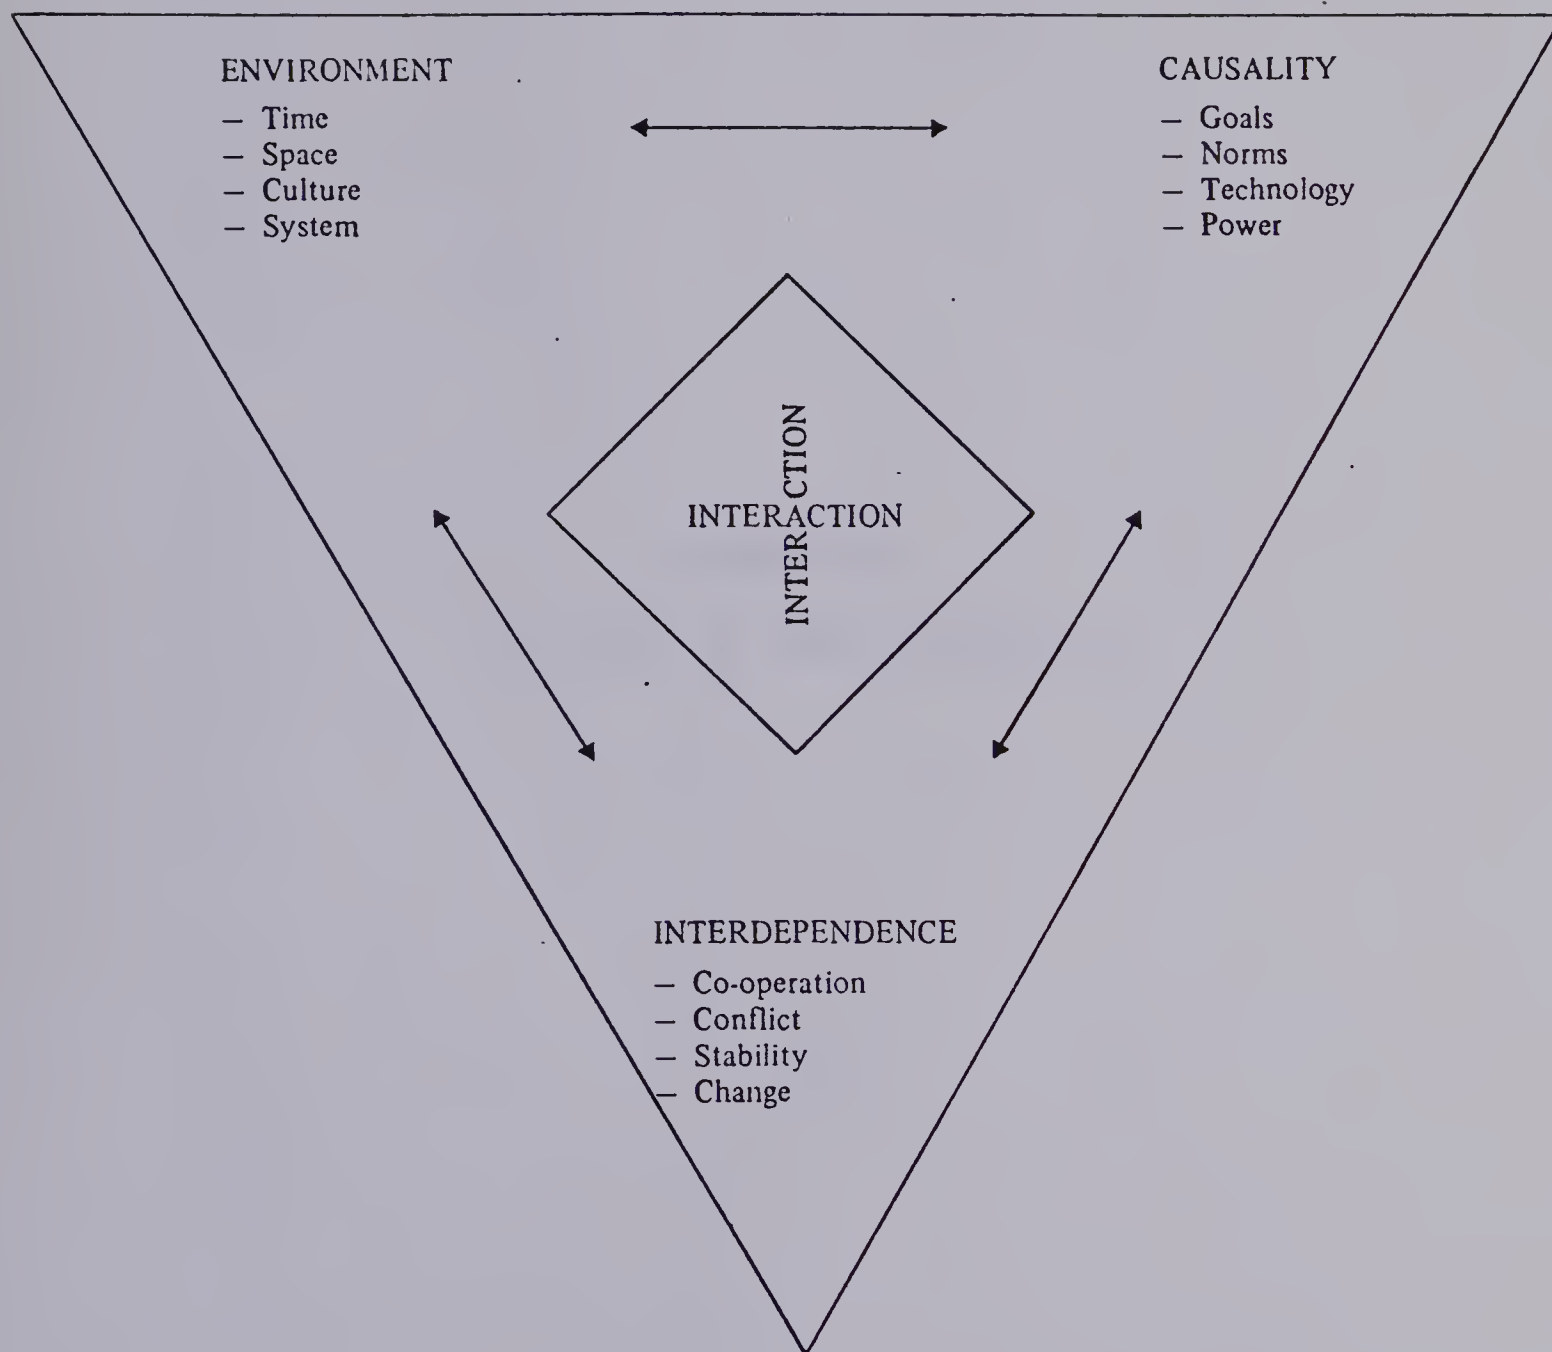 ENVIRONMENT
– Time
– Space
– Culture
– System
CAUSALITY
– Goals
– Norms
– Technology
– Power
INTERACTION
INTERACTION
INTERDEPENDENCE
– Co-operation
– Conflict
– Stability
– Change